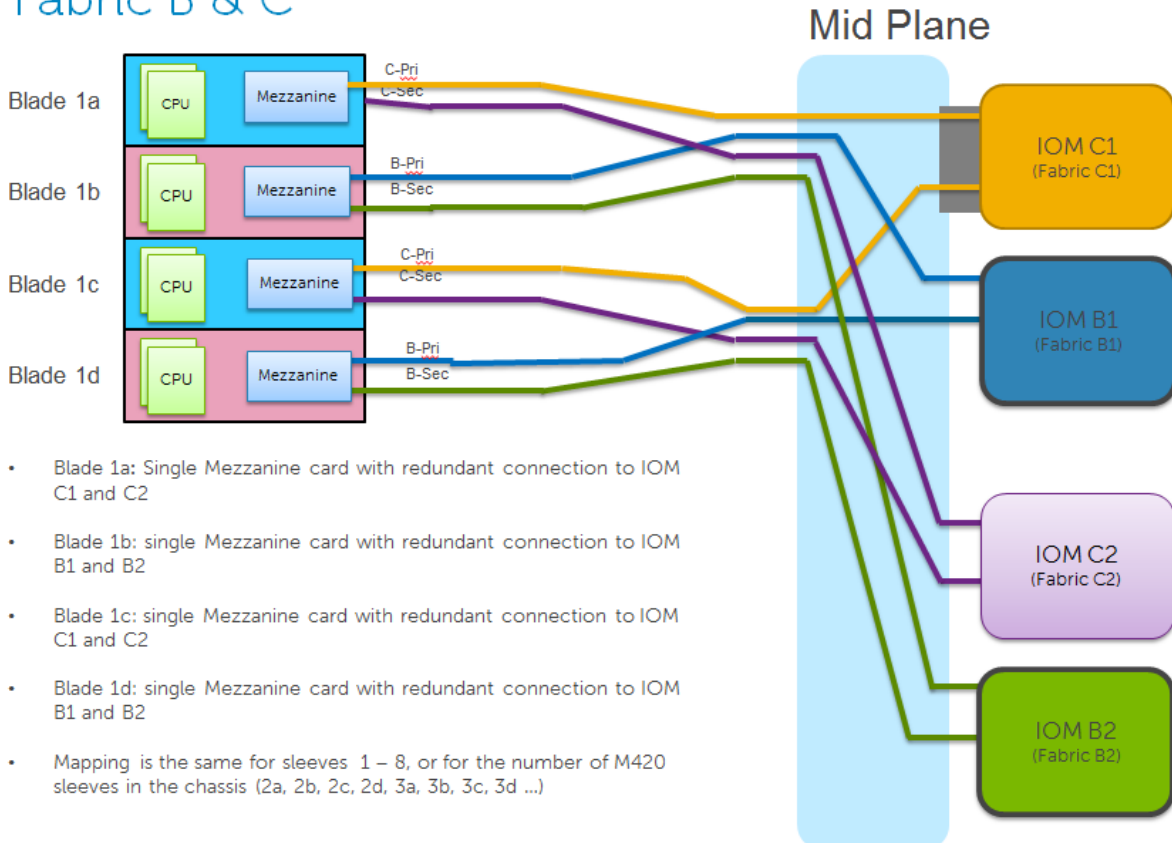 Fabric B & C
Mid Plane
Blade 1a
CPU
Mezzanine
C-Pri
C-Sec
IOM C1
(Fabric C1)
Blade 1b
CPU
Mezzanine
B-Pri
B-Sec
Blade 1c
CPU
Mezzanine
C-Pri
C-Sec
IOM B1
(Fabric B1)
Blade 1d
CPU
Mezzanine
B-Pri
B-Sec
• Blade 1a: Single Mezzanine card with redundant connection to IOM
C1 and C2
• Blade 1b: single Mezzanine card with redundant connection to IOM
B1 and B2
• Blade 1c: single Mezzanine card with redundant connection to IOM
C1 and C2
• Blade 1d: single Mezzanine card with redundant connection to IOM
B1 and B2
• Mapping is the same for sleeves 1 – 8, or for the number of M420
sleeves in the chassis (2a, 2b, 2c, 2d, 3a, 3b, 3c, 3d ...)
IOM C2
(Fabric C2)
IOM B2
(Fabric B2)